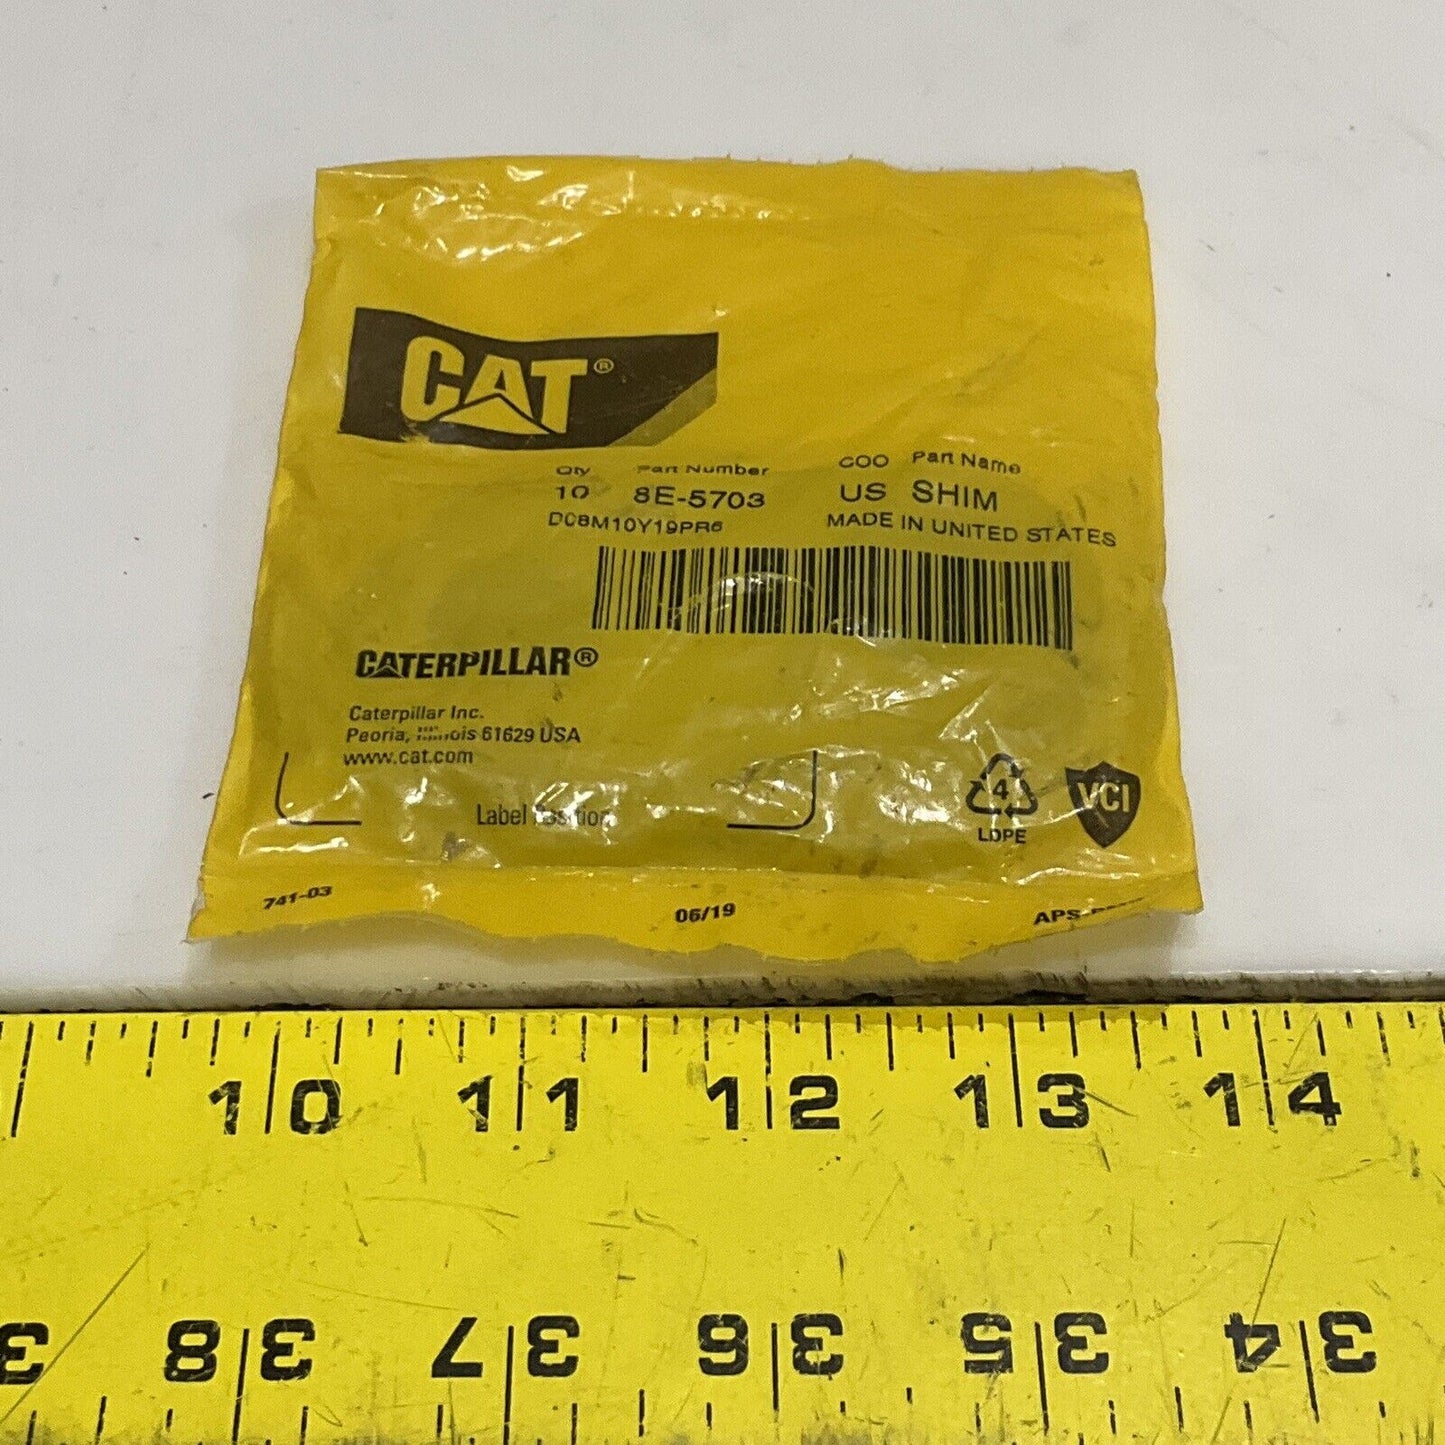 CAT®
Qty Part Number COO Part Name
10 8E-5703 US SHIM
D08M10Y19PR6 MADE IN UNITED STATES
CATERPILLAR®
Caterpillar Inc.
Peoria, Illinois 61629 USA
www.cat.com
Label Position
4
LDPE
VCI
741-03 06/19
10 11 12 13 14
3 38 37 36 35 34